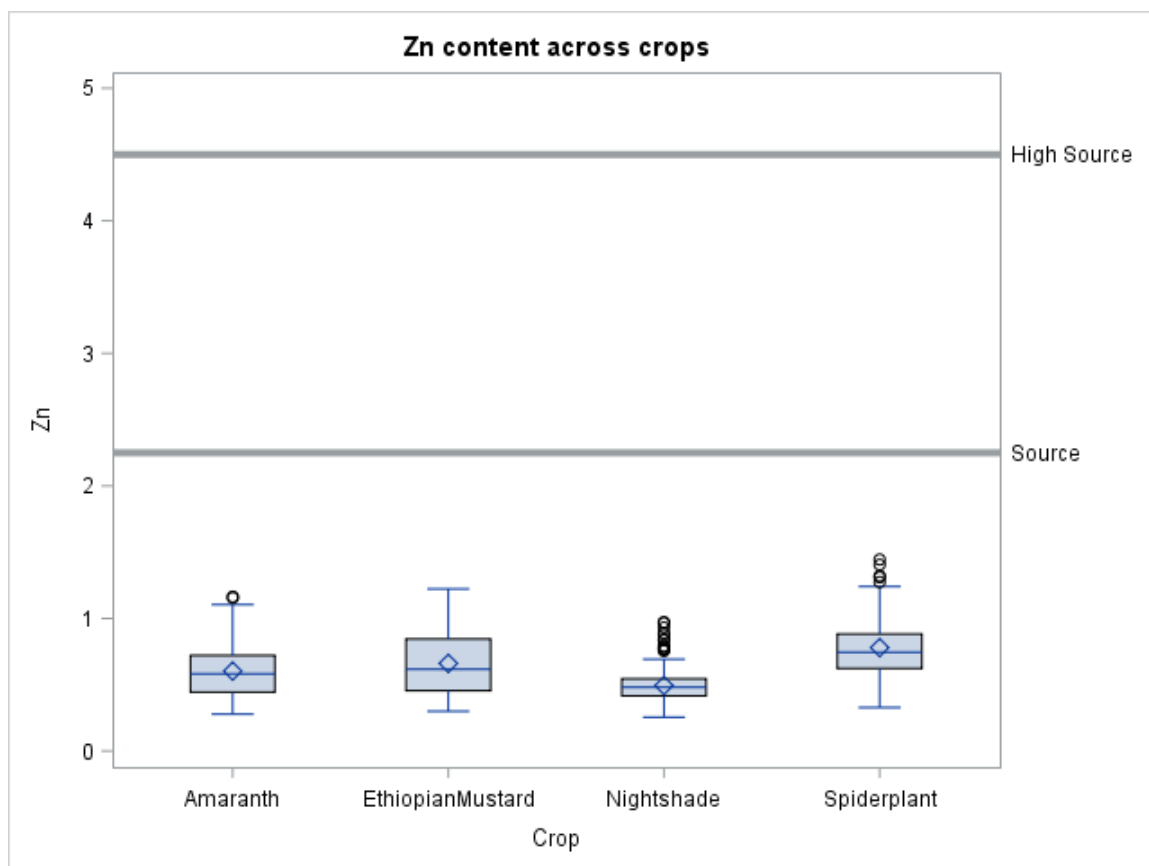 Zn content across crops
5
High Source
4
3
Zn
Source
2
1
0
Amaranth EthiopianMustard Nightshade Spiderplant
Crop